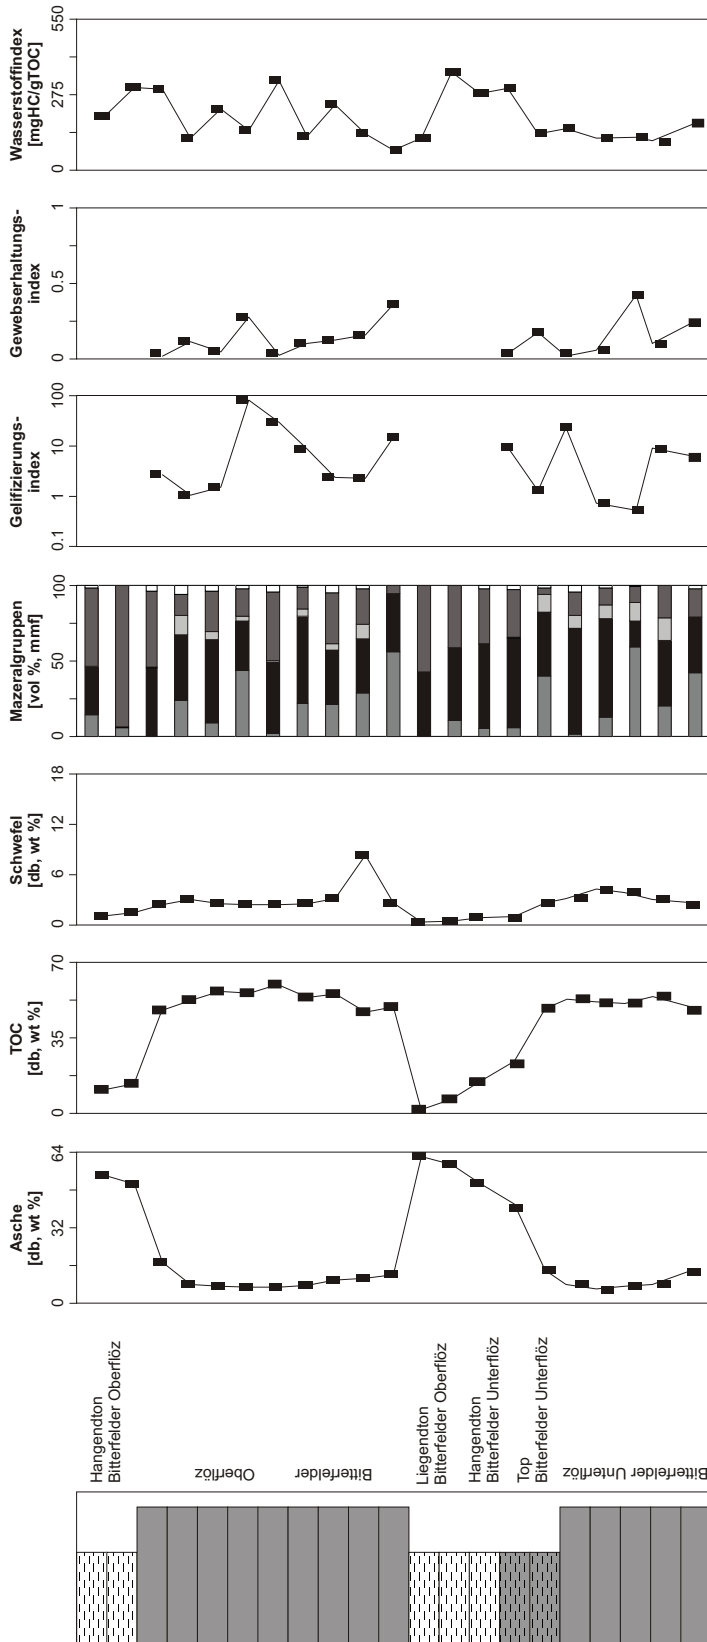 Wasserstoffindex
[mgHC/gTOC]
0
275
550
Gewebserhaltungs-
index
0
0.5
1
Gelifizierungs-
index
0.1
1
10
100
Mazeralgruppen
[vol %, mmf]
0
50
100
Schwefel
[db, wt %]
0
6
12
18
TOC
[db, wt %]
0
35
70
Asche
[db, wt %]
0
32
64
Hangendton
Bitterfelder Oberflöz
Bitterfelder
Oberflöz
Liegendton
Bitterfelder Oberflöz
Hangendton
Bitterfelder Unterflöz
Top
Bitterfelder Unterflöz
Bitterfelder Unterflöz